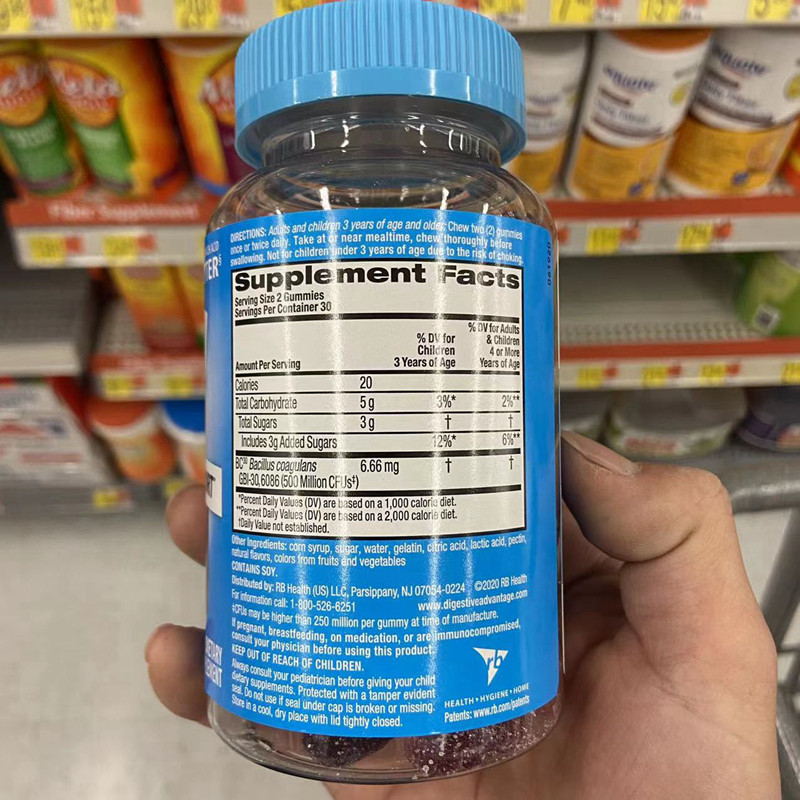 DIRECTIONS: Adults and children 3 years of age and older: Chew two (2) gummies
once or twice daily. Take at or near mealtime, chew thoroughly before
swallowing. Not for children under 3 years of age due to the risk of choking.
Supplement Facts
Serving Size 2 Gummies
Servings Per Container 30
Amount Per Serving
% DV for Children 3 Years of Age
% DV for Adults & Children 4 or More Years of Age
Calories 20
Total Carbohydrate 5 g 3%* 2%**
Total Sugars 3 g † †
Includes 3g Added Sugars 12%* 6%**
BC³⁰ Bacillus coagulans 6.66 mg † †
GBI-30, 6086 (500 Million CFUs‡)
*Percent Daily Values (DV) are based on a 1,000 calorie diet.
**Percent Daily Values (DV) are based on a 2,000 calorie diet.
†Daily Value not established.
Other Ingredients: corn syrup, sugar, water, gelatin, citric acid, lactic acid, pectin,
natural flavors, colors from fruits and vegetables
CONTAINS SOY.
Distributed by: RB Health (US) LLC, Parsippany, NJ 07054-0224 ©2020 RB Health
For information call: 1-800-526-6251 www.digestiveadvantage.com
‡CFUs may be higher than 250 million per gummy at time of manufacture.
If pregnant, breastfeeding, on medication, or are immunocompromised,
consult your physician before using this product.
KEEP OUT OF REACH OF CHILDREN.
Always consult your pediatrician before giving your child
dietary supplements. Protected with a tamper evident
seal. Do not use if seal under cap is broken or missing.
Store in a cool, dry place with lid tightly closed.
rb
HEALTH • HYGIENE • HOME
Patents: www.rb.com/patents
Fiber Supplement